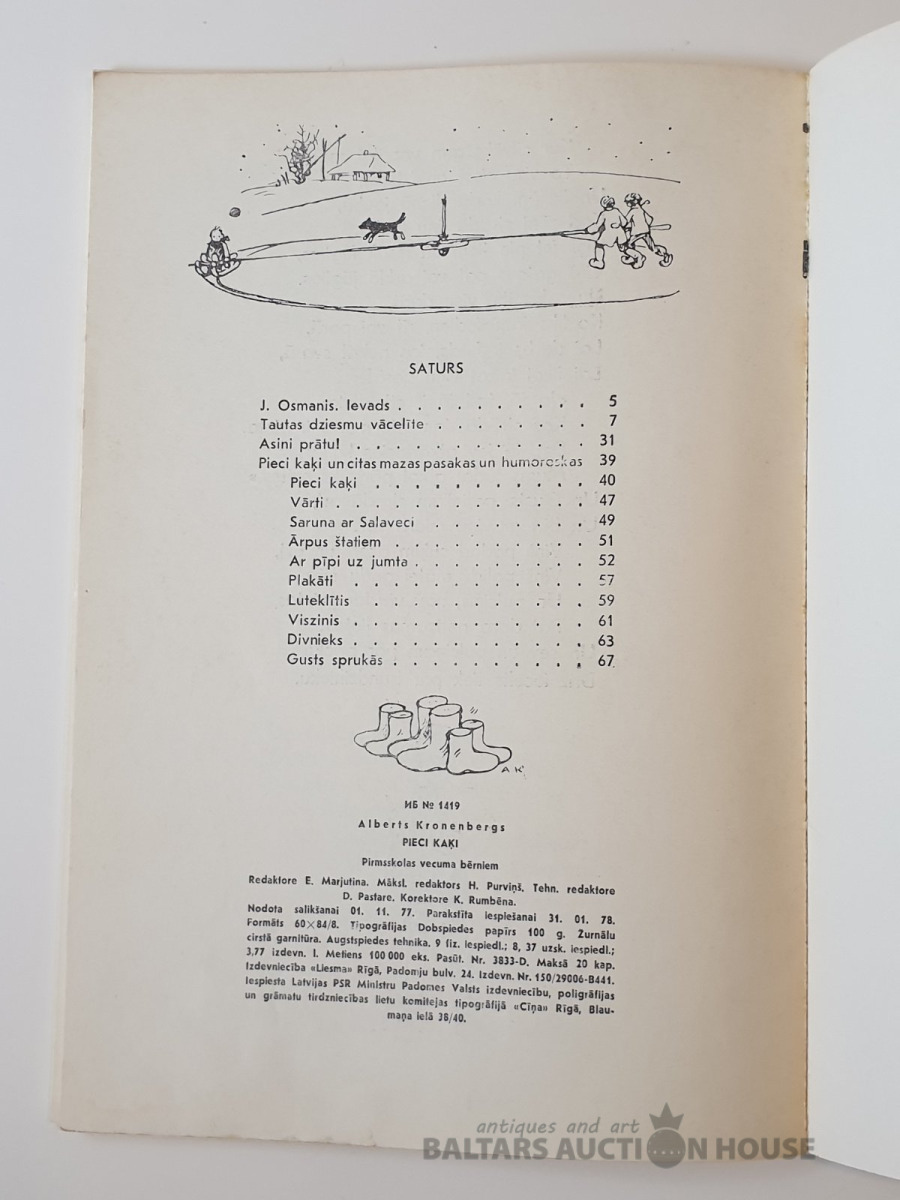 SATURS
J. Osmanis. Ievads . . . . . . . . . . 5
Tautas dziesmu vācelīte . . . . . . . . 7
Asini prātu! . . . . . . . . . . . . 31
Pieci kaķi un citas mazas pasakas un humoreskas 39
Pieci kaķi . . . . . . . . . . . 40
Vārti . . . . . . . . . . . . . 47
Saruna ar Salaveci . . . . . . . . 49
Ārpus štatiem . . . . . . . . . . 51
Ar pīpi uz jumta . . . . . . . . . 52
Plakāti . . . . . . . . . . . . 57
Luteklītis . . . . . . . . . . . 59
Viszinis . . . . . . . . . . . . 61
Divnieks . . . . . . . . . . . . 63
Gusts sprukās . . . . . . . . . . 67
A K
ИБ № 1419
Alberts Kronenbergs
PIECI KAĶI
Pirmsskolas vecuma bērniem
Redaktore E. Marjutina. Māksl. redaktors H. Purviņš. Tehn. redaktore
D. Pastare. Korektore K. Rumbēna.
Nodota salikšanai 01. 11. 77. Parakstīta iespiešanai 31. 01. 78.
Formāts 60×84/8. Tipogrāfijas Dobspiedes papīrs 100 g. Žurnālu
cirstā garnitūra. Augstspiedes tehnika. 9 fiz. iespiedl.; 8, 37 uzsk. iespiedl.;
3,77 izdevn. l. Metiens 100 000 eks. Pasūt. Nr. 3833-D. Maksā 20 kap.
Izdevniecība «Liesma» Rīgā, Padomju bulv. 24. Izdevn. Nr. 150/29006-B441.
Iespiesta Latvijas PSR Ministru Padomes Valsts izdevniecību, poligrāfijas
un grāmatu tirdzniecības lietu komitejas tipogrāfijā «Cīņa» Rīgā, Blau-
maņa ielā 38/40.
antiques and art
BALTARS AUCTION HOUSE